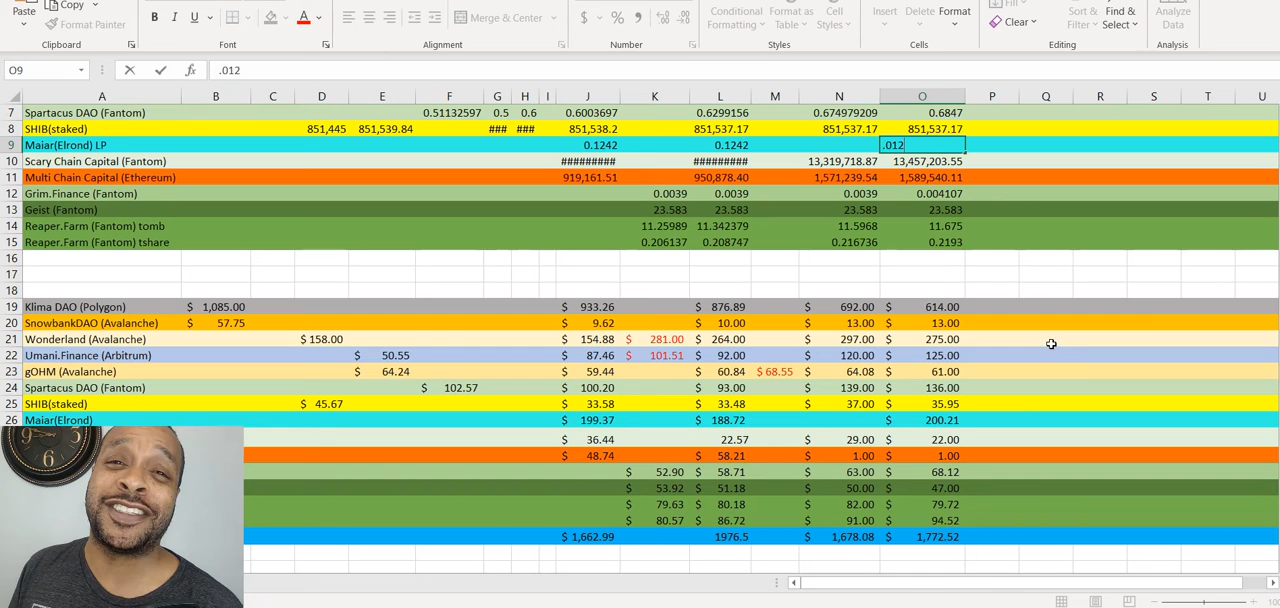 Paste Copy Format Painter
B I U A $ % 9
Merge & Center
Conditional Format as Cell Insert Delete Format
Formatting Table Styles
Fill Clear Sort & Find & Analyze
Filter Select Data
Clipboard Font Alignment Number Styles Cells Editing Analysis
O9 fx .012
A B C D E F G H I J K L M N O P Q R S T U
7 Spartacus DAO (Fantom) 0.51132597 0.5 0.6 0.6003697 0.6299156 0.674979209 0.6847
8 SHIB(staked) 851,445 851,539.84 ### ### 851,538.2 851,537.17 851,537.17 851,537.17
9 Maiar(Elrond) LP 0.1242 0.1242 .012
10 Scary Chain Capital (Fantom) ######### ######### 13,319,718.87 13,457,203.55
11 Multi Chain Capital (Ethereum) 919,161.51 950,878.40 1,571,239.54 1,589,540.11
12 Grim.Finance (Fantom) 0.0039 0.0039 0.0039 0.004107
13 Geist (Fantom) 23.583 23.583 23.583 23.583
14 Reaper.Farm (Fantom) tomb 11.25989 11.342379 11.5968 11.675
15 Reaper.Farm (Fantom) tshare 0.206137 0.208747 0.216736 0.2193
16
17
18
19 Klima DAO (Polygon) $ 1,085.00 $ 933.26 $ 876.89 $ 692.00 $ 614.00
20 SnowbankDAO (Avalanche) $ 57.75 $ 9.62 $ 10.00 $ 13.00 $ 13.00
21 Wonderland (Avalanche) $ 158.00 $ 154.88 $ 281.00 $ 264.00 $ 297.00 $ 275.00
22 Umani.Finance (Arbitrum) $ 50.55 $ 87.46 $ 101.51 $ 92.00 $ 120.00 $ 125.00
23 gOHM (Avalanche) $ 64.24 $ 59.44 $ 60.84 $ 68.55 $ 64.08 $ 61.00
24 Spartacus DAO (Fantom) $ 102.57 $ 100.20 $ 93.00 $ 139.00 $ 136.00
25 SHIB(staked) $ 45.67 $ 33.58 $ 33.48 $ 37.00 $ 35.95
26 Maiar(Elrond) $ 199.37 $ 188.72 $ 200.21
$ 36.44 22.57 $ 29.00 $ 22.00
$ 48.74 $ 58.21 $ 1.00 $ 1.00
$ 52.90 $ 58.71 $ 63.00 $ 68.12
$ 53.92 $ 51.18 $ 50.00 $ 47.00
$ 79.63 $ 80.18 $ 82.00 $ 79.72
$ 80.57 $ 86.72 $ 91.00 $ 94.52
$ 1,662.99 1976.5 $ 1,678.08 $ 1,772.52